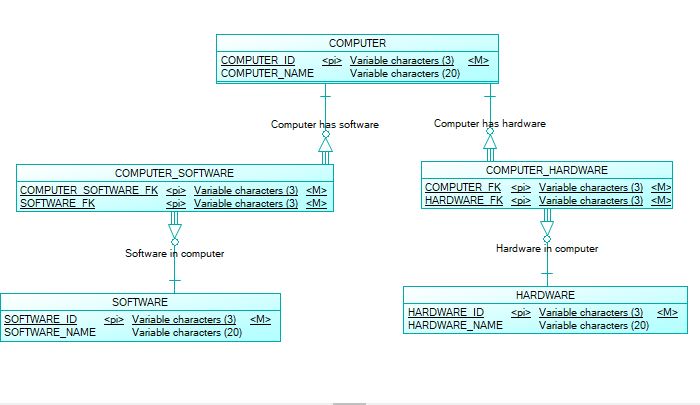 COMPUTER
COMPUTER_ID <pi> Variable characters (3) <M>
COMPUTER_NAME Variable characters (20)
Computer has software
Computer has hardware
COMPUTER_SOFTWARE
COMPUTER_SOFTWARE_FK <pi> Variable characters (3) <M>
SOFTWARE_FK <pi> Variable characters (3) <M>
COMPUTER_HARDWARE
COMPUTER_FK <pi> Variable characters (3) <M>
HARDWARE_FK <pi> Variable characters (3) <M>
Software in computer
Hardware in computer
SOFTWARE
SOFTWARE_ID <pi> Variable characters (3) <M>
SOFTWARE_NAME Variable characters (20)
HARDWARE
HARDWARE_ID <pi> Variable characters (3) <M>
HARDWARE_NAME Variable characters (20)